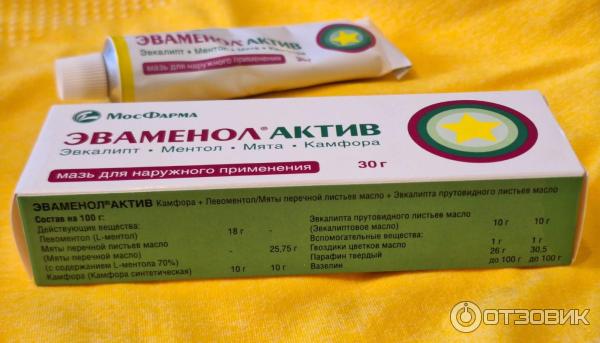 ЭВАМЕНОЛ АКТИВ
Эвкалипт • Ментол • Мята • Камфора
мазь для наружного применения
30 г
МОСФАРМА
ЭВАМЕНОЛ® АКТИВ
Эвкалипт • Ментол • Мята • Камфора
мазь для наружного применения
30 г
ЭВАМЕНОЛ®АКТИВ Камфора + Левоментол/Мяты перечной листьев масло + Эвкалипта прутовидного листьев масло
Состав на 100 г:
Действующие вещества:
Левоментол (L-ментол) 18 г -
Мяты перечной листьев масло
(Мяты перечной масло) - 25,75 г
(с содержанием L-ментола 70%)
Камфора (Камфора синтетическая) 10 г 10 г
Эвкалипта прутовидного листьев масло
(Эвкалиптовое масло) 10 г 10 г
Вспомогательные вещества:
Гвоздики цветков масло 1 г 1 г
Парафин твердый 26 г 30,5
Вазелин до 100 г до 100 г
ОТЗОВИК